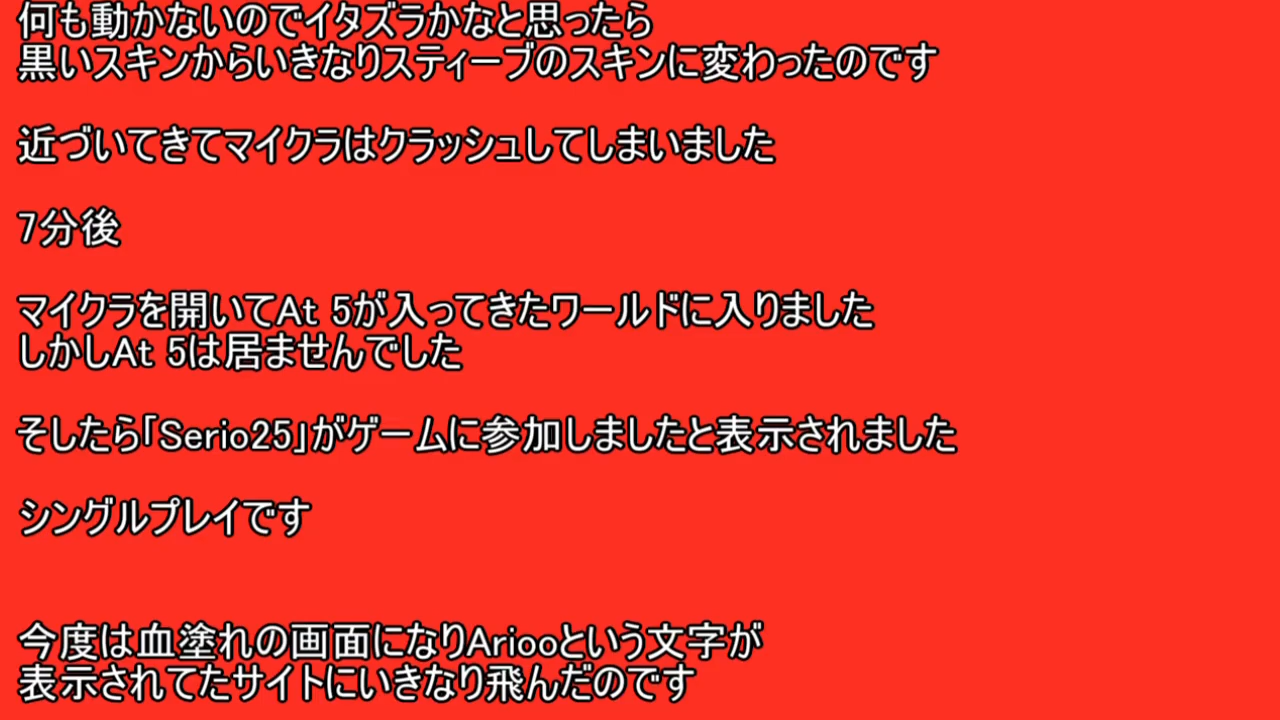 何も動かないのでイタズラかなと思ったら
黒いスキンからいきなりスティーブのスキンに変わったのです
近づいてきてマイクラはクラッシュしてしまいました
7分後
マイクラを開いてAt 5が入ってきたワールドに入りました
しかしAt 5は居ませんでした
そしたら「Serio25」がゲームに参加しましたと表示されました
シングルプレイです
今度は血塗れの画面になりAriooという文字が
表示されてたサイトにいきなり飛んだのです